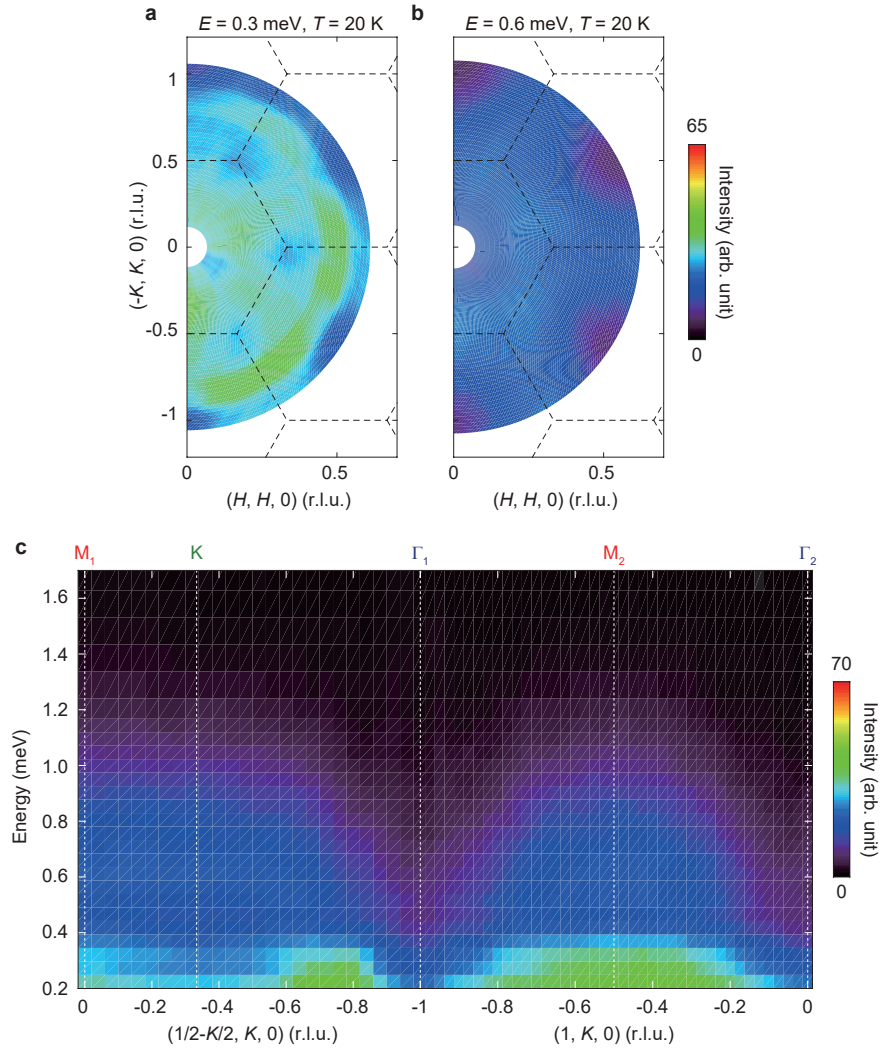 a
E = 0.3 meV, T = 20 K
b
E = 0.6 meV, T = 20 K
1
0.5
0
-0.5
-1
(-K, K, 0) (r.l.u.)
0
0.5
(H, H, 0) (r.l.u.)
0
0.5
(H, H, 0) (r.l.u.)
65
0
Intensity (arb. unit)
c
M₁
K
Γ₁
M₂
Γ₂
1.6
1.4
1.2
1.0
0.8
0.6
0.4
0.2
Energy (meV)
0
-0.2
-0.4
-0.6
-0.8
-1
-0.8
-0.6
-0.4
-0.2
0
(1/2-K/2, K, 0) (r.l.u.)
(1, K, 0) (r.l.u.)
70
0
Intensity (arb. unit)